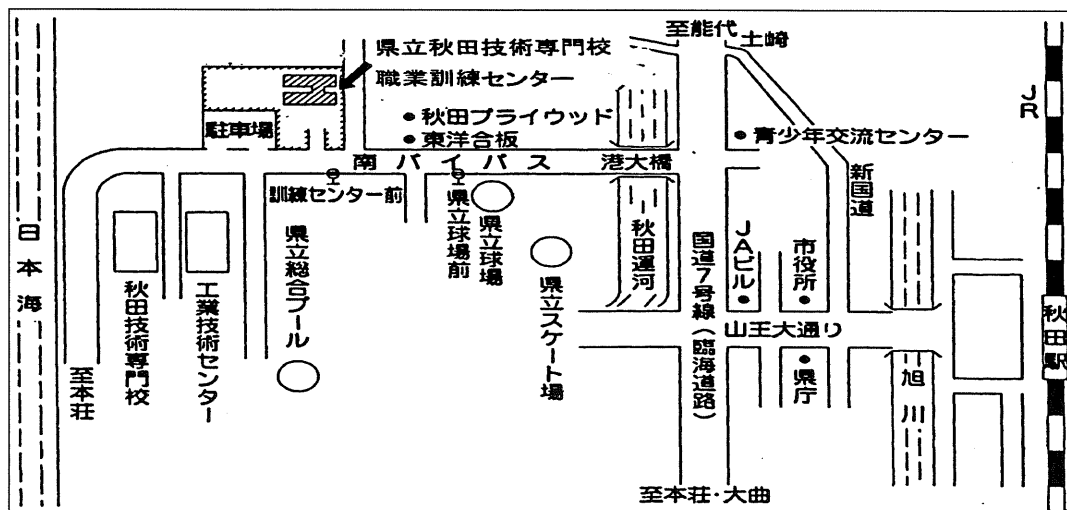 至能代
土崎
県立秋田技術専門校
職業訓練センター
JR
秋田プライウッド
駐車場
東洋合板
青少年交流センター
南バイパス
港大橋
新国道
訓練センター前
県立球場前
県立球場
秋田運河
国道7号線(臨海道路)
JAビル
市役所
日本海
秋田技術専門校
工業技術センター
県立総合プール
県立スケート場
山王大通り
秋田駅
県庁
旭川
至本荘
至本荘・大曲